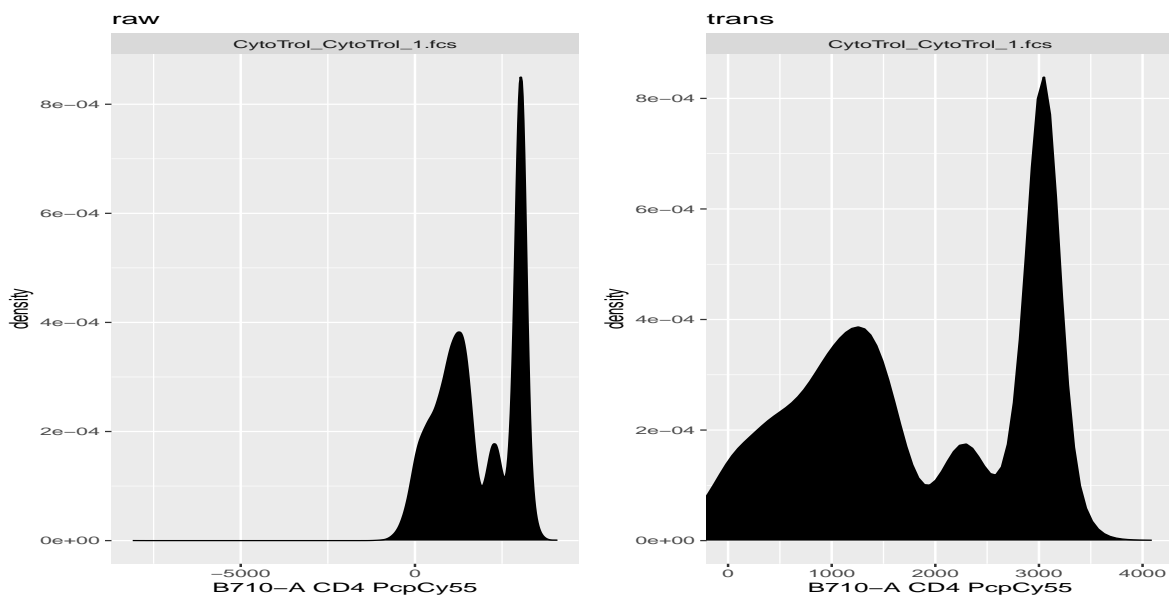 raw
CytoTrol_CytoTrol_1.fcs
8e−04
6e−04
4e−04
2e−04
0e+00
density
−5000
0
B710−A CD4 PcpCy55
trans
CytoTrol_CytoTrol_1.fcs
8e−04
6e−04
4e−04
2e−04
0e+00
density
0
1000
2000
3000
4000
B710−A CD4 PcpCy55